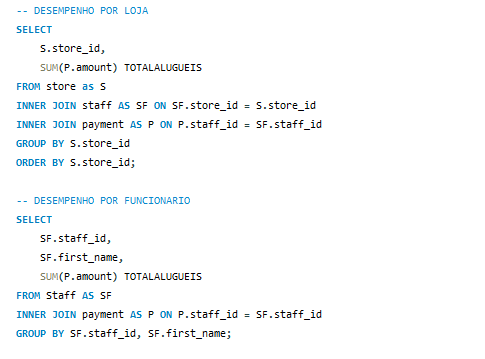 -- DESEMPENHO POR LOJA
SELECT
S.store_id,
SUM(P.amount) TOTALALUGUEIS
FROM store as S
INNER JOIN staff AS SF ON SF.store_id = S.store_id
INNER JOIN payment AS P ON P.staff_id = SF.staff_id
GROUP BY S.store_id
ORDER BY S.store_id;
-- DESEMPENHO POR FUNCIONARIO
SELECT
SF.staff_id,
SF.first_name,
SUM(P.amount) TOTALALUGUEIS
FROM Staff AS SF
INNER JOIN payment AS P ON P.staff_id = SF.staff_id
GROUP BY SF.staff_id, SF.first_name;